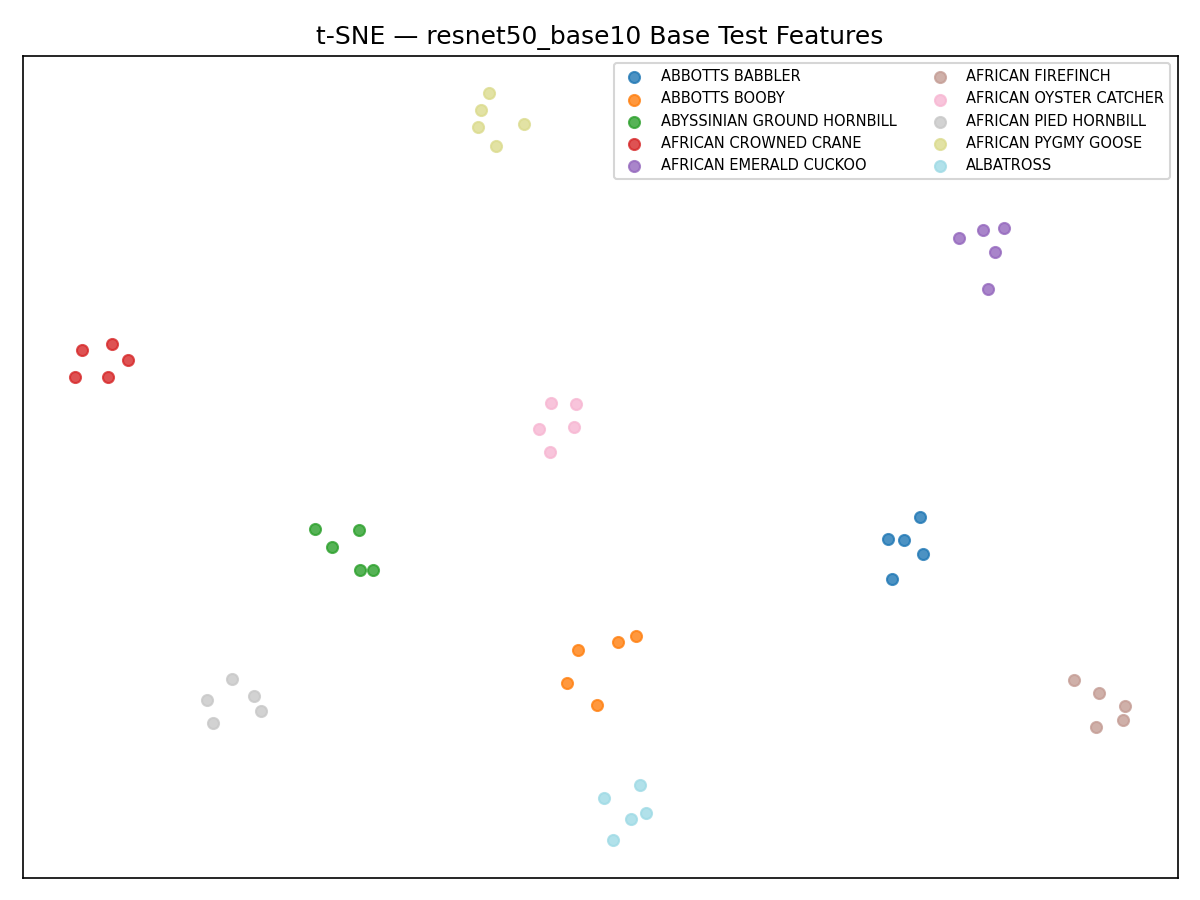 t-SNE — resnet50_base10 Base Test Features
ABBOTTS BABBLER
ABBOTTS BOOBY
ABYSSINIAN GROUND HORNBILL
AFRICAN CROWNED CRANE
AFRICAN EMERALD CUCKOO
AFRICAN FIREFINCH
AFRICAN OYSTER CATCHER
AFRICAN PIED HORNBILL
AFRICAN PYGMY GOOSE
ALBATROSS